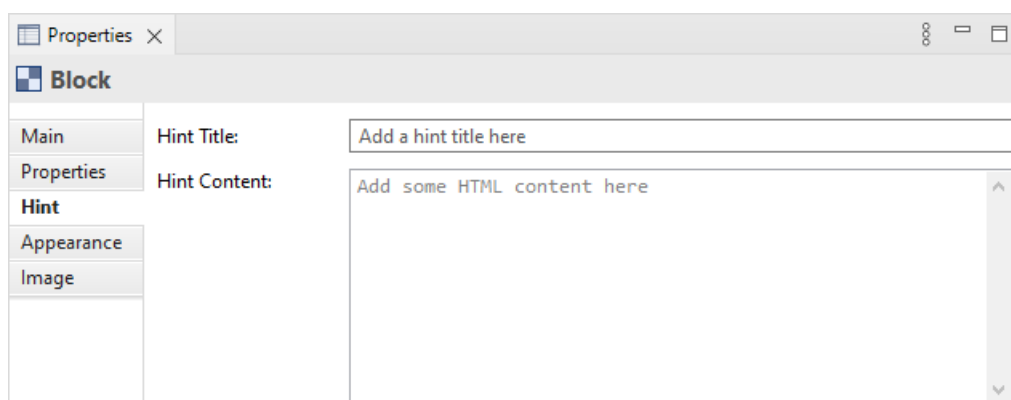 Properties
Block
Main
Hint Title:
Add a hint title here
Properties
Hint Content:
Add some HTML content here
Hint
Appearance
Image